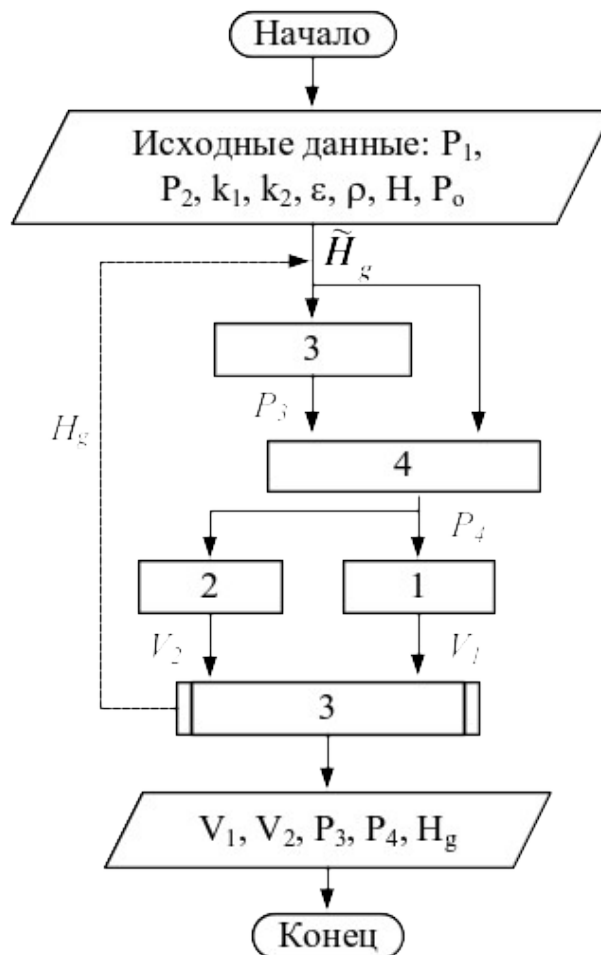 Начало
Исходные данные: P₁,
P₂, k₁, k₂, ε, ρ, H, Pₒ
H̃g
3
P₃
Hg
4
P₄
2
1
V₂
V₁
3
V₁, V₂, P₃, P₄, Hg
Конец